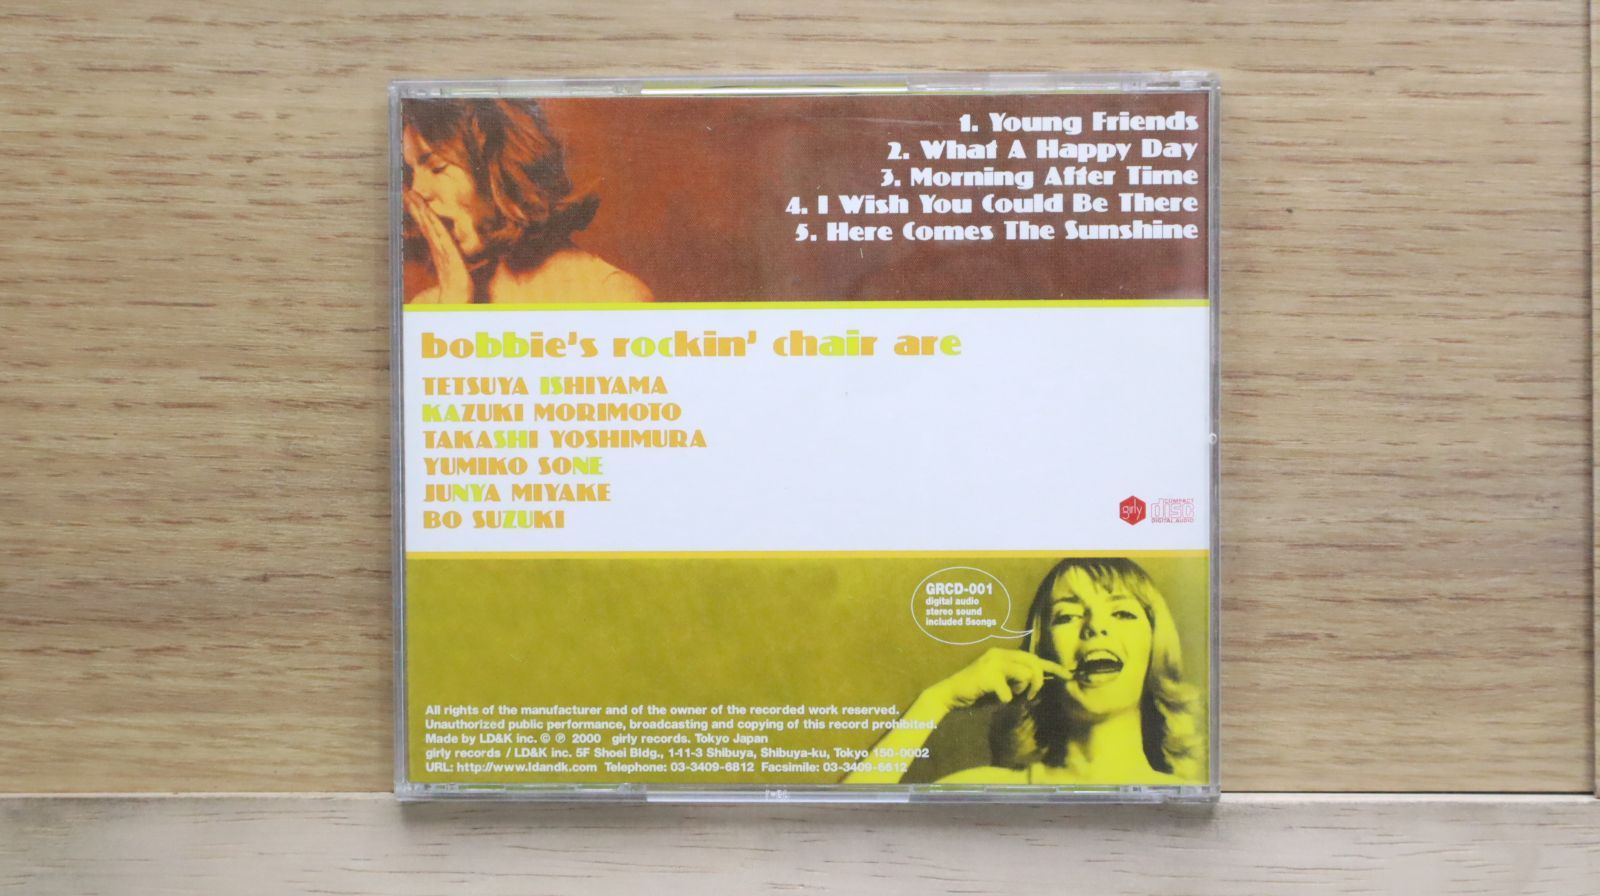 1. Young Friends
2. What A Happy Day
3. Morning After Time
4. I Wish You Could Be There
5. Here Comes The Sunshine
bobbie's rockin' chair are
TETSUYA ISHIYAMA
KAZUKI MORIMOTO
TAKASHI YOSHIMURA
YUMIKO SONE
JUNYA MIYAKE
BO SUZUKI
girly
COMPACT
disc
DIGITAL AUDIO
GRCD-001
digital audio
stereo sound
included 5songs
All rights of the manufacturer and of the owner of the recorded work reserved.
Unauthorized public performance, broadcasting and copying of this record prohibited.
Made by LD&K inc. © ℗ 2000 girly records. Tokyo Japan
girly records / LD&K inc. 5F Shoei Bldg., 1-11-3 Shibuya, Shibuya-ku, Tokyo 150-0002
URL: http://www.ldandk.com Telephone: 03-3409-6812 Facsimile: 03-3409-6612